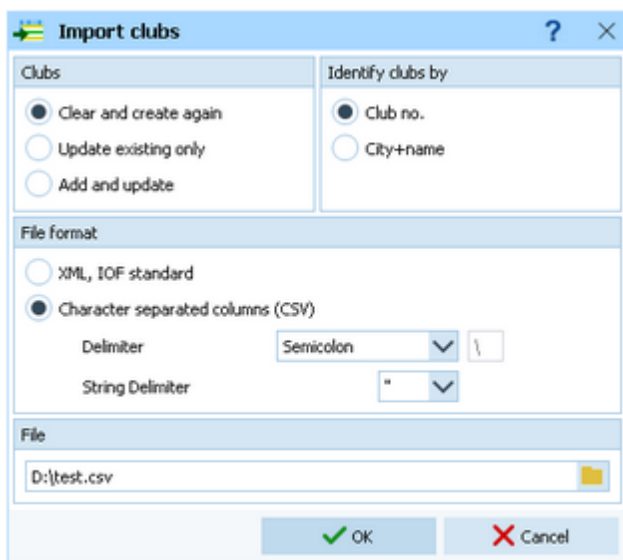 Import clubs ?
Clubs
Clear and create again
Update existing only
Add and update
Identify clubs by
Club no.
City+name
File format
XML, IOF standard
Character separated columns (CSV)
Delimiter Semicolon \
String Delimiter "
File
D:\test.csv
OK Cancel